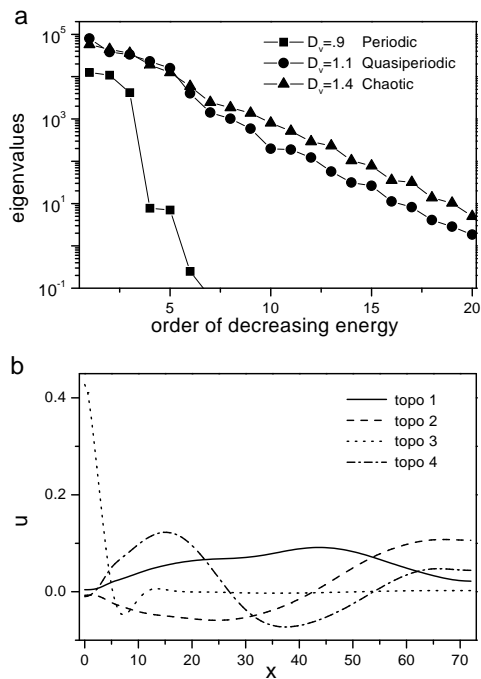 a
10^5
10^3
10^1
10^-1
eigenvalues
D_v=.9 Periodic
D_v=1.1 Quasiperiodic
D_v=1.4 Chaotic
5 10 15 20
order of decreasing energy
b
0.4
0.2
0.0
u
topo 1
topo 2
topo 3
topo 4
0 10 20 30 40 50 60 70
x